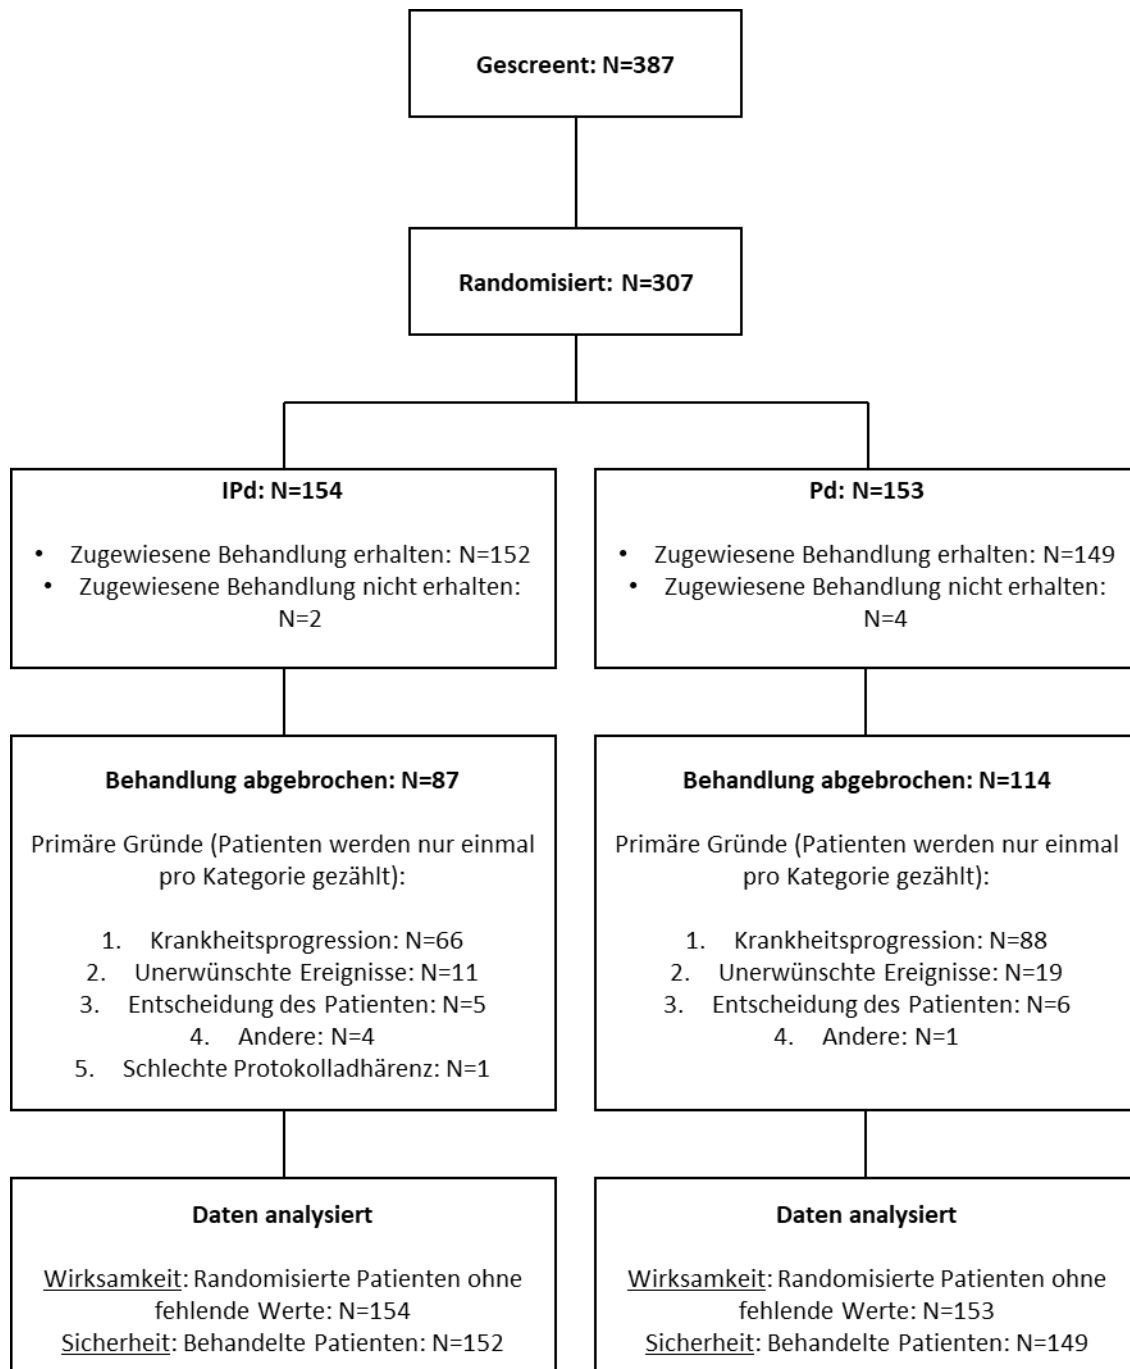 Gescreent: N=387
Randomisiert: N=307
IPd: N=154
• Zugewiesene Behandlung erhalten: N=152
• Zugewiesene Behandlung nicht erhalten:
N=2
Pd: N=153
• Zugewiesene Behandlung erhalten: N=149
• Zugewiesene Behandlung nicht erhalten:
N=4
Behandlung abgebrochen: N=87
Primäre Gründe (Patienten werden nur einmal
pro Kategorie gezählt):
1. Krankheitsprogression: N=66
2. Unerwünschte Ereignisse: N=11
3. Entscheidung des Patienten: N=5
4. Andere: N=4
5. Schlechte Protokolladhärenz: N=1
Behandlung abgebrochen: N=114
Primäre Gründe (Patienten werden nur einmal
pro Kategorie gezählt):
1. Krankheitsprogression: N=88
2. Unerwünschte Ereignisse: N=19
3. Entscheidung des Patienten: N=6
4. Andere: N=1
Daten analysiert
Wirksamkeit: Randomisierte Patienten ohne
fehlende Werte: N=154
Sicherheit: Behandelte Patienten: N=152
Daten analysiert
Wirksamkeit: Randomisierte Patienten ohne
fehlende Werte: N=153
Sicherheit: Behandelte Patienten: N=149